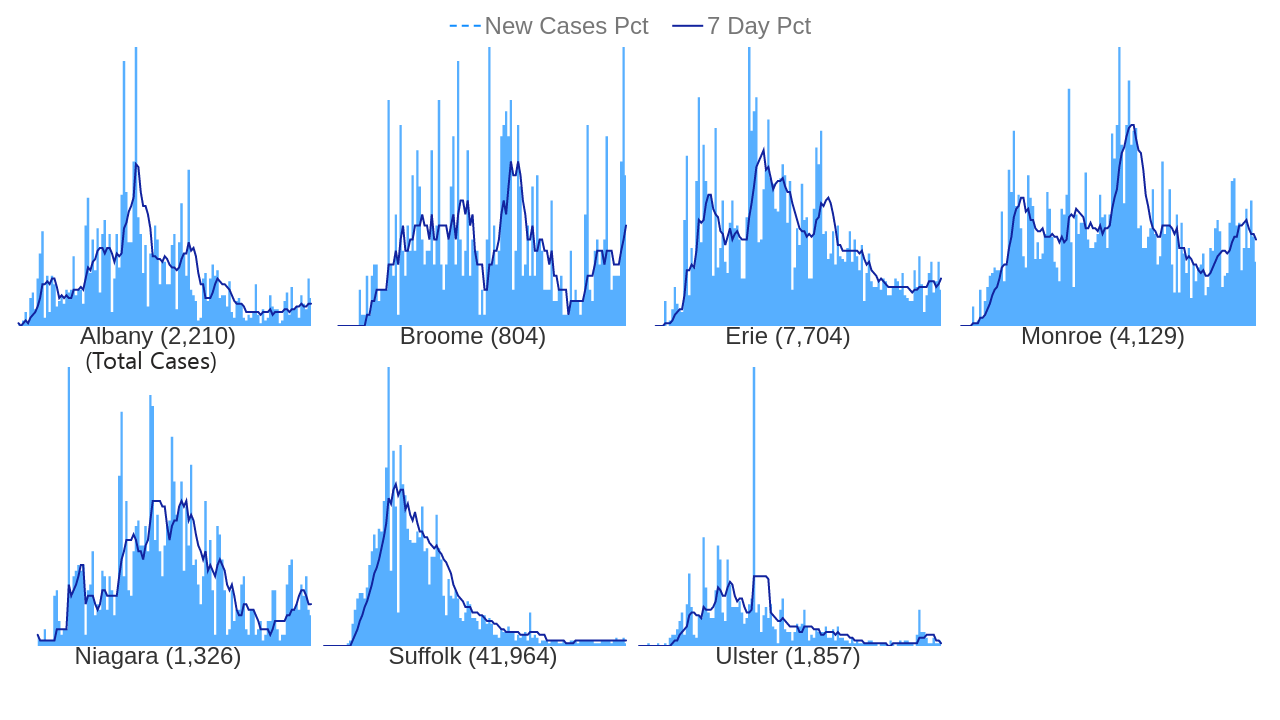 New Cases Pct 7 Day Pct
Albany (2,210) Broome (804) Erie (7,704) Monroe (4,129)
(Total Cases)
Niagara (1,326) Suffolk (41,964) Ulster (1,857)